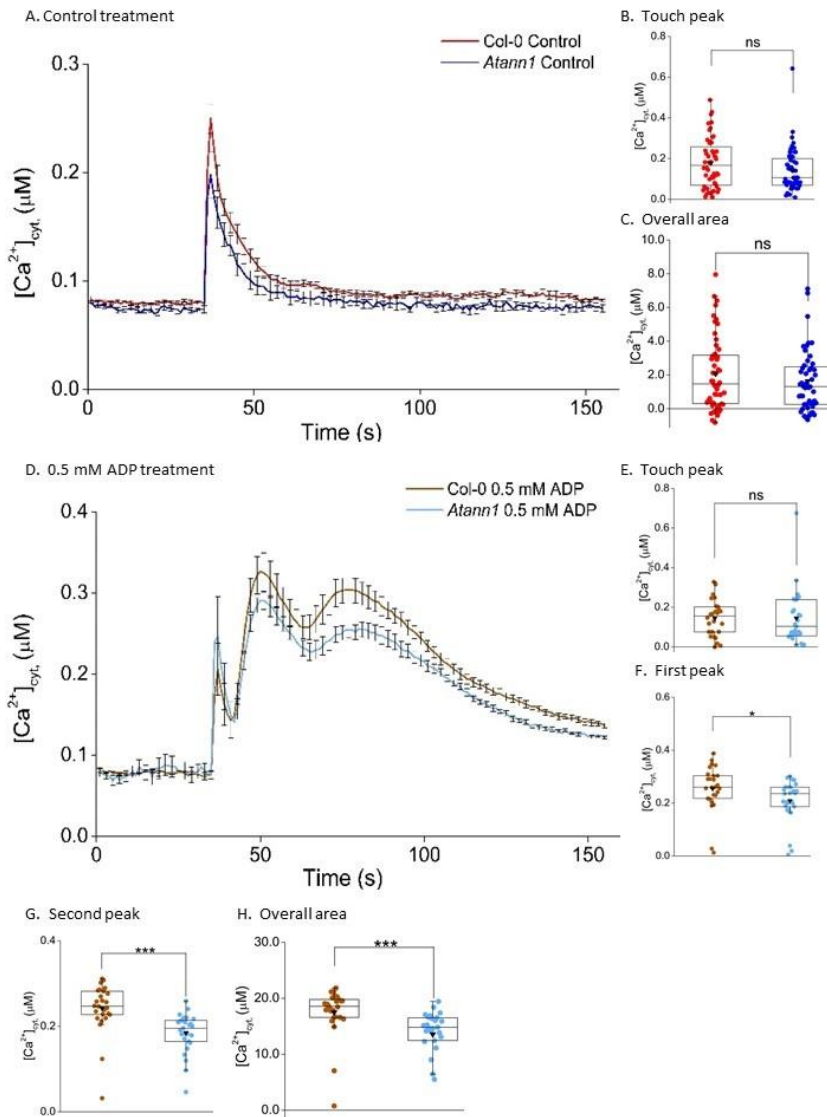 A. Control treatment
Col-0 Control
Atann1 Control
0.3
0.2
0.1
0.0
[Ca2+]cyt, (μM)
0
50
100
150
Time (s)
B. Touch peak
ns
0.8
0.6
0.4
0.2
0.0
[Ca2+]cyt, (μM)
C. Overall area
ns
10.0
8.0
6.0
4.0
2.0
0.0
[Ca2+]cyt, (μM)
D. 0.5 mM ADP treatment
Col-0 0.5 mM ADP
Atann1 0.5 mM ADP
0.4
0.3
0.2
0.1
0.0
[Ca2+]cyt, (μM)
0
50
100
150
Time (s)
E. Touch peak
ns
0.8
0.6
0.4
0.2
0.0
[Ca2+]cyt, (μM)
F. First peak
*
0.6
0.4
0.2
0.0
[Ca2+]cyt, (μM)
G. Second peak
***
0.4
0.2
0.0
[Ca2+]cyt, (μM)
H. Overall area
***
30.0
20.0
10.0
0.0
[Ca2+]cyt, (μM)